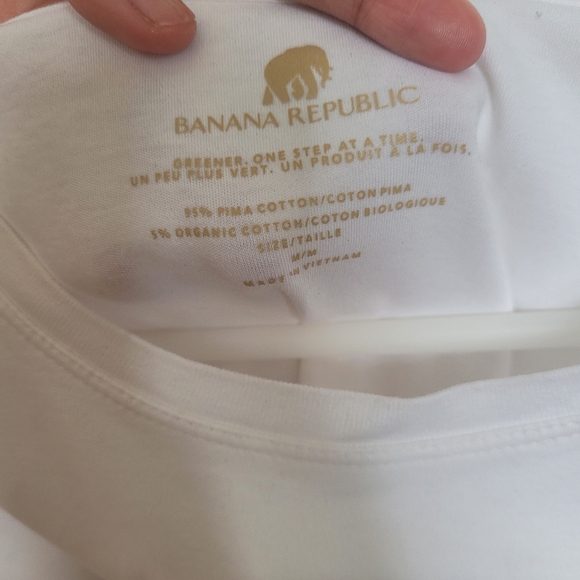 BANANA REPUBLIC
GREENER. ONE STEP AT A TIME.
UN PEU PLUS VERT. UN PRODUIT À LA FOIS.
95% PIMA COTTON/COTON PIMA
5% ORGANIC COTTON/COTON BIOLOGIQUE
SIZE/TAILLE
M/M
MADE IN VIETNAM